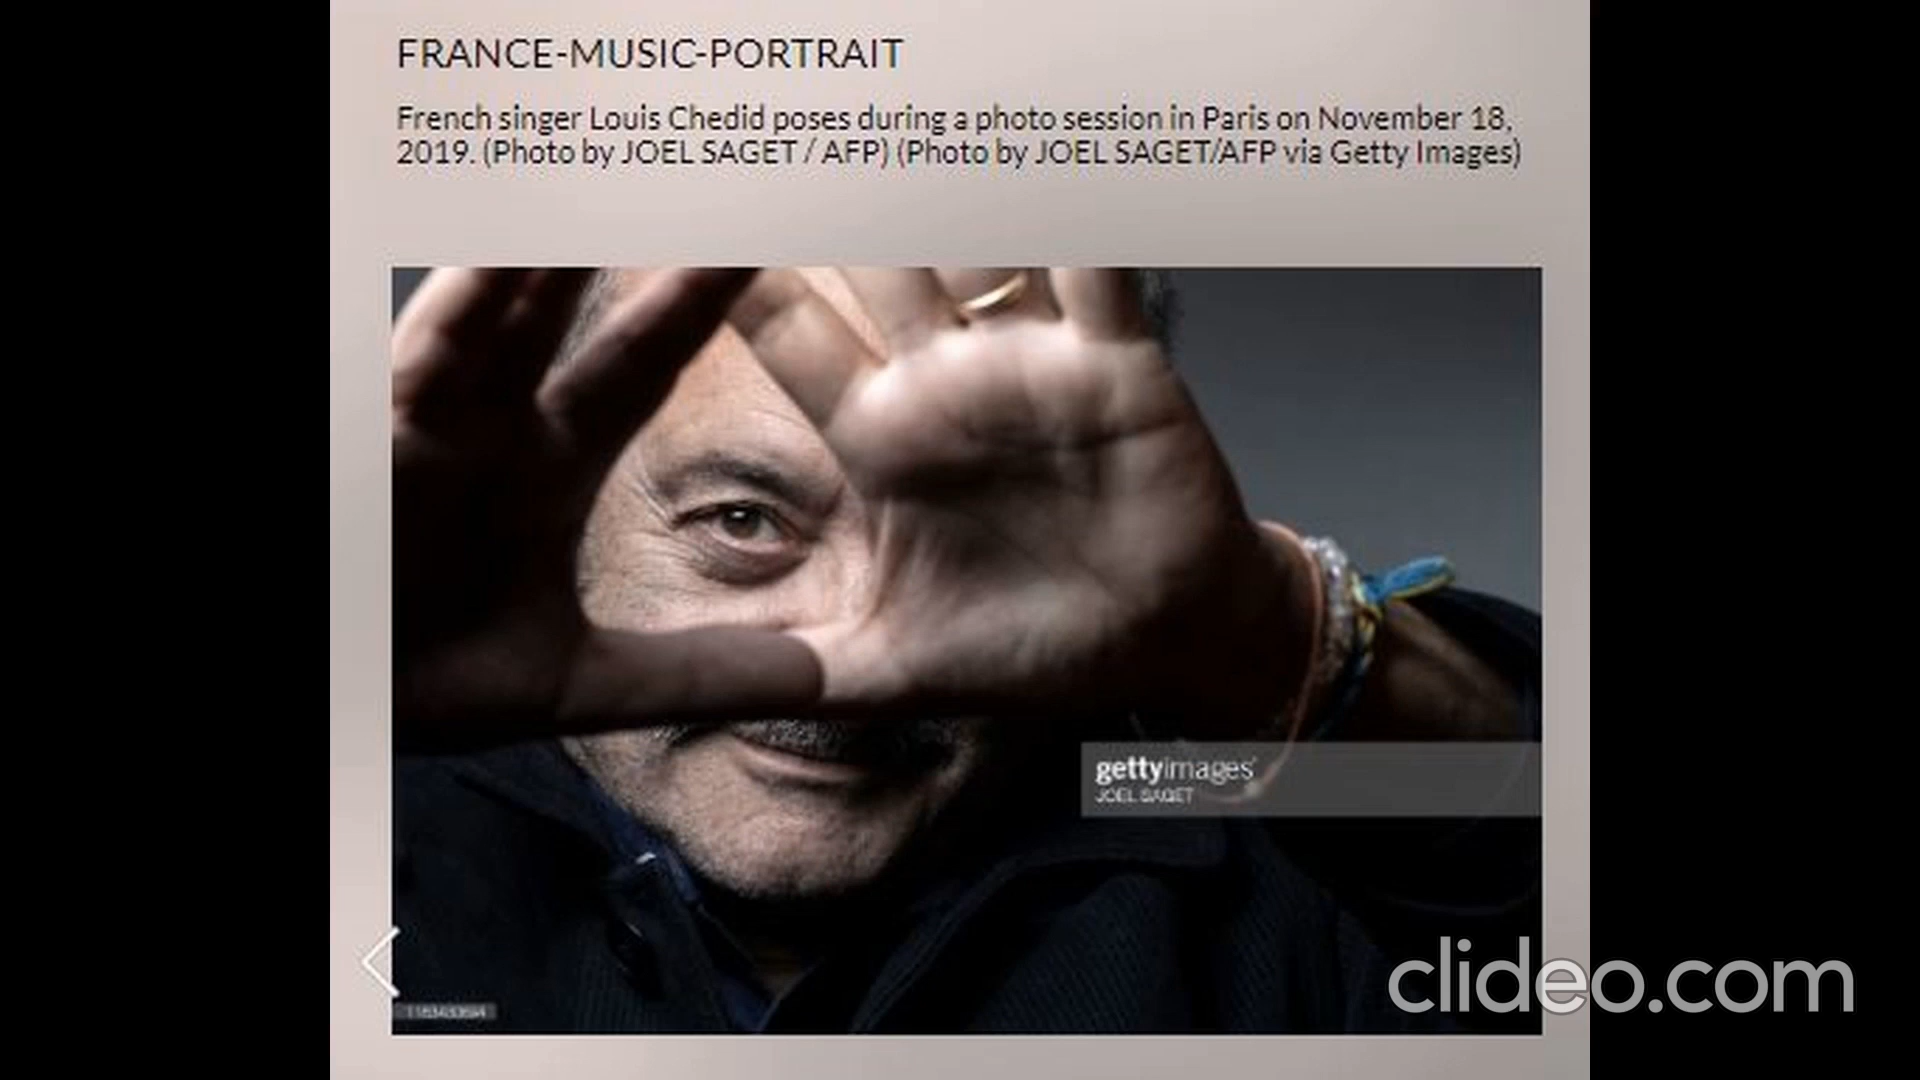 FRANCE-MUSIC-PORTRAIT
French singer Louis Chedid poses during a photo session in Paris on November 18,
2019. (Photo by JOEL SAGET / AFP) (Photo by JOEL SAGET/AFP via Getty Images)
gettyimages
JOEL SAGET
clideo.com